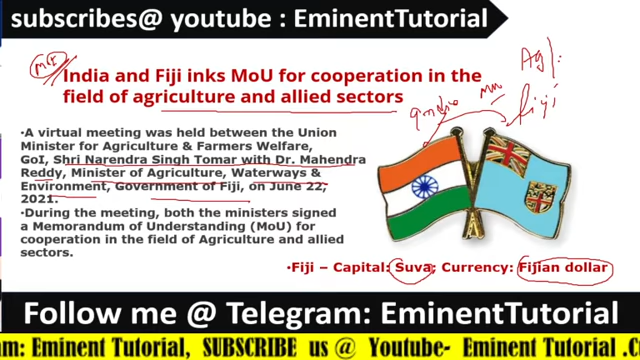 subscribes@ youtube : EminentTutorial
MCQ
India and Fiji inks MoU for cooperation in the
field of agriculture and allied sectors
Agl:
Mou
India
Fiji
• A virtual meeting was held between the Union
Minister for Agriculture & Farmers Welfare,
GoI, Shri Narendra Singh Tomar with Dr. Mahendra
Reddy, Minister of Agriculture, Waterways &
Environment, Government of Fiji, on June 22,
2021.
• During the meeting, both the ministers signed
a Memorandum of Understanding (MoU) for
cooperation in the field of Agriculture and allied
sectors.
Fiji – Capital: Suva; Currency: Fijian dollar
Follow me @ Telegram: EminentTutorial
m: Eminent Tutorial, SUBSCRIBE us @ Youtube- Eminent Tutorial .C